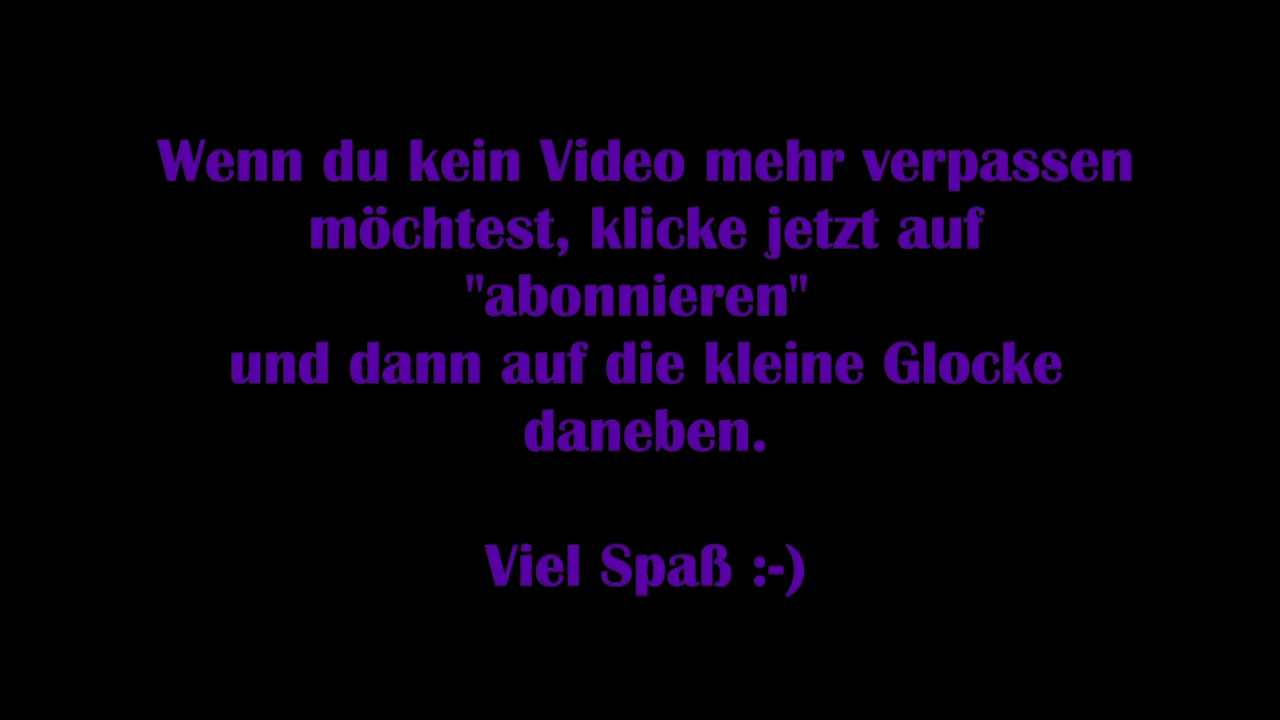 Wenn du kein Video mehr verpassen
möchtest, klicke jetzt auf
"abonnieren"
und dann auf die kleine Glocke
daneben.
Viel Spaß :-)